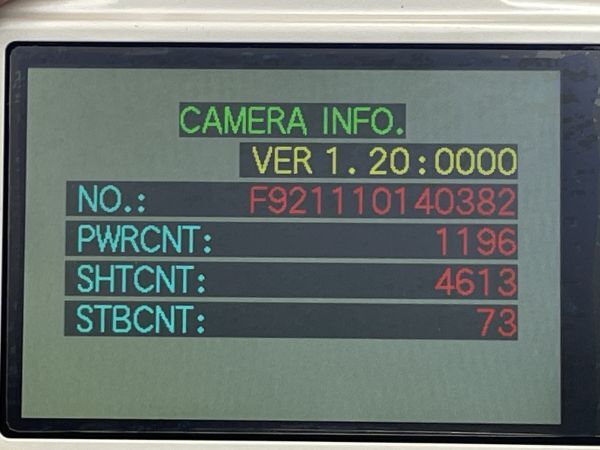 CAMERA INFO.
VER 1. 20:0000
NO.: F921110140382
PWRCNT: 1196
SHTCNT: 4613
STBCNT: 73